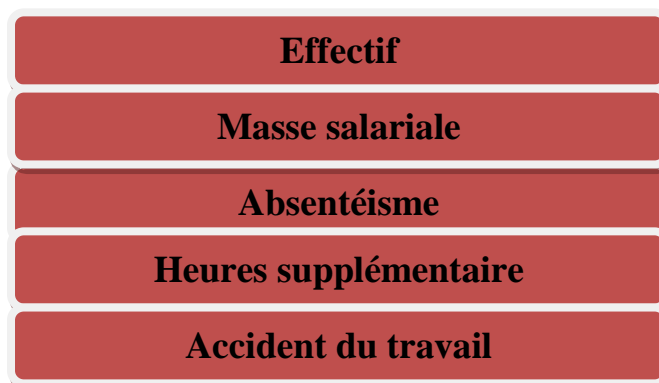 Effectif
Masse salariale
Absentéisme
Heures supplémentaire
Accident du travail